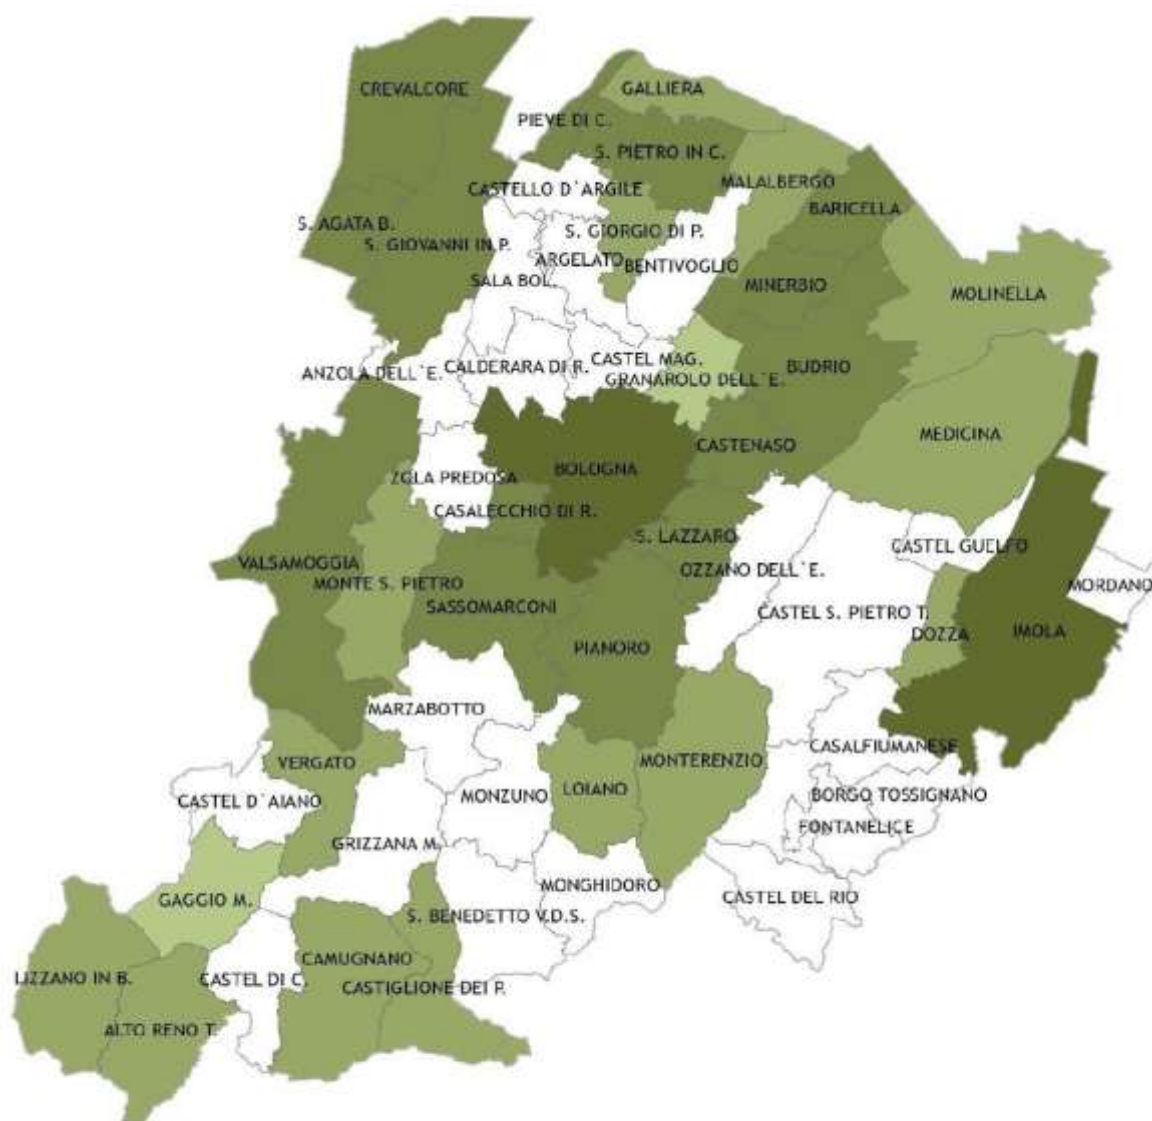 CREVALCORE
GALLIERA
PIEVE DI C.
S. PIETRO IN C.
CASTELLO D`ARGILE
MALALBERGO
BARICELLA
S. AGATA B.
S. GIOVANNI IN P.
S. GIORGIO DI P.
ARGELATO
BENTIVOGLIO
SALA BOL.
MINERBIO
MOLINELLA
ANZOLA DELL`E.
CALDERARA DI R.
CASTEL MAG.
GRANAROLO DELL`E.
BUDRIO
MEDICINA
CASTENASO
BOLOGNA
ZOLA PREDOSA
CASALECCHIO DI R.
S. LAZZARO
CASTEL GUELFO
VALSAMOGGIA
MONTE S. PIETRO
OZZANO DELL`E.
MORDANO
SASSOMARCONI
CASTEL S. PIETRO T.
DOZZA
IMOLA
PIANORO
MARZABOTTO
CASALFIUMANESE
VERGATO
MONTERENZIO
CASTEL D`AIANO
MONZUNO
LOIANO
BORGO TOSSIGNANO
FONTANELICE
GRIZZANA M.
MONGHIDORO
CASTEL DEL RIO
GAGGIO M.
S. BENEDETTO V.D.S.
CAMUGNANO
LIZZANO IN B.
CASTEL DI C.
CASTIGLIONE DEI P.
ALTO RENO T.